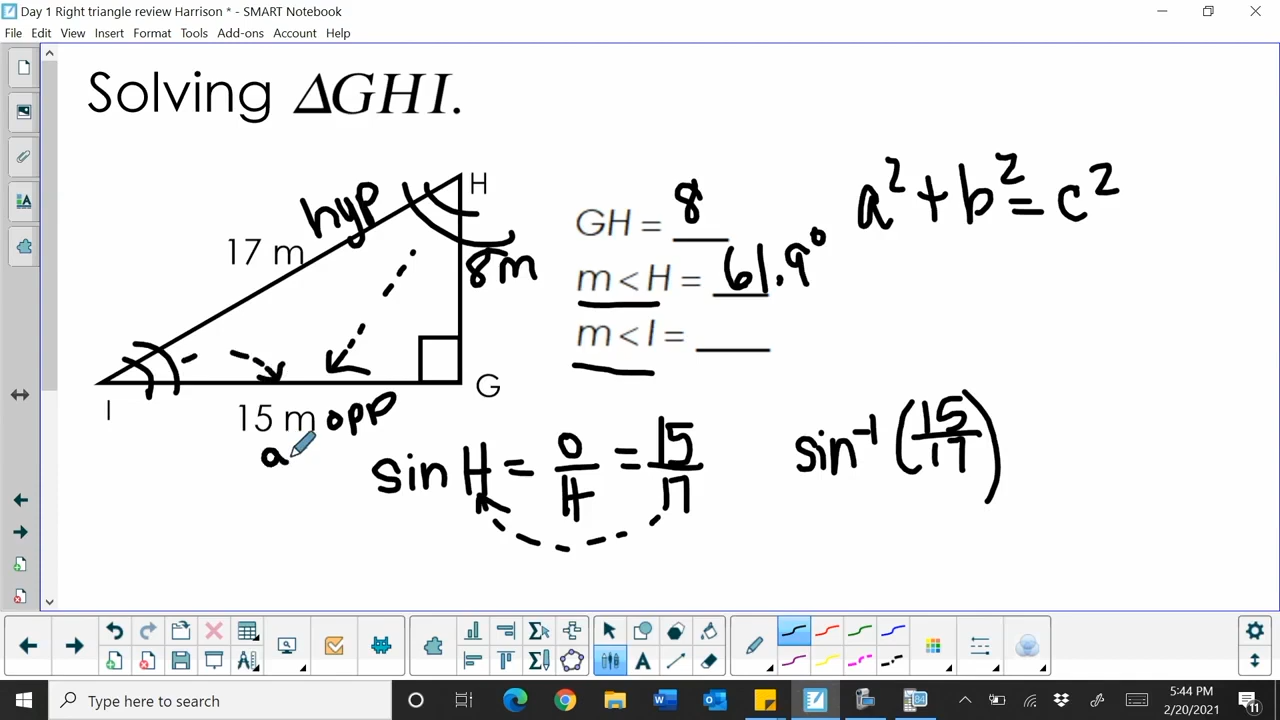 Day 1 Right triangle review Harrison * - SMART Notebook
File Edit View Insert Format Tools Add-ons Account Help
Solving ΔGHI.
H
hyp
17 m
8m
I
G
15 m opp
a
GH = 8
m<H = 61.9°
m<I = ____
a² + b² = c²
sin H = O/H = 15/17
sin⁻¹ (15/17)
Type here to search
5:44 PM
2/20/2021
11